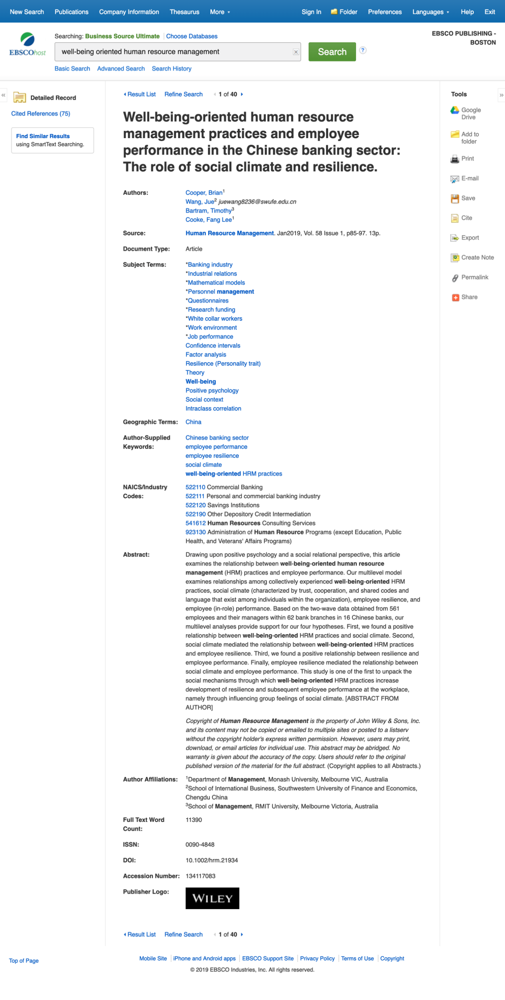 New Search Publications Company Information Thesaurus More Sign In Folder Preferences Languages Help Exit
EBSCOhost
Searching: Business Source Ultimate Choose Databases
EBSCO PUBLISHING -
BOSTON
well-being oriented human resource management
Search
?
Basic Search Advanced Search Search History
«
Detailed Record
Cited References (75)
Find Similar Results
using SmartText Searching.
Result List Refine Search 1 of 40
Well-being-oriented human resource
management practices and employee
performance in the Chinese banking sector:
The role of social climate and resilience.
Authors: Cooper, Brian1
Wang, Jue2 juewang8236@swufe.edu.cn
Bartram, Timothy3
Cooke, Fang Lee1
Source: Human Resource Management. Jan2019, Vol. 58 Issue 1, p85-97. 13p.
Document Type: Article
Subject Terms: *Banking industry
*Industrial relations
*Mathematical models
*Personnel management
*Questionnaires
*Research funding
*White collar workers
*Work environment
*Job performance
Confidence intervals
Factor analysis
Resilience (Personality trait)
Theory
Well-being
Positive psychology
Social context
Intraclass correlation
Geographic Terms: China
Author-Supplied
Keywords:
Chinese banking sector
employee performance
employee resilience
social climate
well-being-oriented HRM practices
NAICS/Industry
Codes:
522110 Commercial Banking
522111 Personal and commercial banking industry
522120 Savings Institutions
522190 Other Depository Credit Intermediation
541612 Human Resources Consulting Services
923130 Administration of Human Resource Programs (except Education, Public
Health, and Veterans' Affairs Programs)
Abstract: Drawing upon positive psychology and a social relational perspective, this article
examines the relationship between well-being-oriented human resource
management (HRM) practices and employee performance. Our multilevel model
examines relationships among collectively experienced well-being-oriented HRM
practices, social climate (characterized by trust, cooperation, and shared codes and
language that exist among individuals within the organization), employee resilience, and
employee (in-role) performance. Based on the two-wave data obtained from 561
employees and their managers within 62 bank branches in 16 Chinese banks, our
multilevel analyses provide support for our four hypotheses. First, we found a positive
relationship between well-being-oriented HRM practices and social climate. Second,
social climate mediated the relationship between well-being-oriented HRM practices
and employee resilience. Third, we found a positive relationship between resilience and
employee performance. Finally, employee resilience mediated the relationship between
social climate and employee performance. This study is one of the first to unpack the
social mechanisms through which well-being-oriented HRM practices increase
development of resilience and subsequent employee performance at the workplace,
namely through influencing group feelings of social climate. [ABSTRACT FROM
AUTHOR]
Copyright of Human Resource Management is the property of John Wiley & Sons, Inc.
and its content may not be copied or emailed to multiple sites or posted to a listserv
without the copyright holder's express written permission. However, users may print,
download, or email articles for individual use. This abstract may be abridged. No
warranty is given about the accuracy of the copy. Users should refer to the original
published version of the material for the full abstract. (Copyright applies to all Abstracts.)
Author Affiliations: 1Department of Management, Monash University, Melbourne VIC, Australia
2School of International Business, Southwestern University of Finance and Economics,
Chengdu China
3School of Management, RMIT University, Melbourne Victoria, Australia
Full Text Word
Count:
11390
ISSN: 0090-4848
DOI: 10.1002/hrm.21934
Accession Number: 134117083
Publisher Logo: WILEY
Result List Refine Search 1 of 40
Tools
»
Google
Drive
Add to
folder
Print
E-mail
Save
Cite
Export
Create Note
Permalink
Share
Top of Page
Mobile Site iPhone and Android apps EBSCO Support Site Privacy Policy Terms of Use Copyright
© 2019 EBSCO Industries, Inc. All rights reserved.